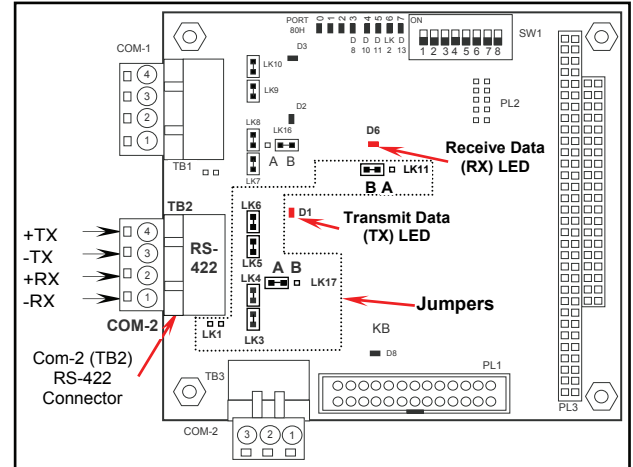 PORT
80H
0 1 2 3 4 5 6 7
D 8
D 10
D 11
LK 2
D 13
ON
1 2 3 4 5 6 7 8
SW1
COM-1
4
3
2
1
TB1
LK10
LK9
D3
D2
LK8
LK16
A B
LK7
PL2
D6
Receive Data
(RX) LED
LK11
B A
TB2
RS-
422
+TX
-TX
+RX
-RX
4
3
2
1
COM-2
LK6
LK5
D1
Transmit Data
(TX) LED
LK4
A B
LK17
LK3
LK1
Jumpers
Com-2 (TB2)
RS-422
Connector
KB
D8
TB3
PL1
COM-2
3 2 1
PL3